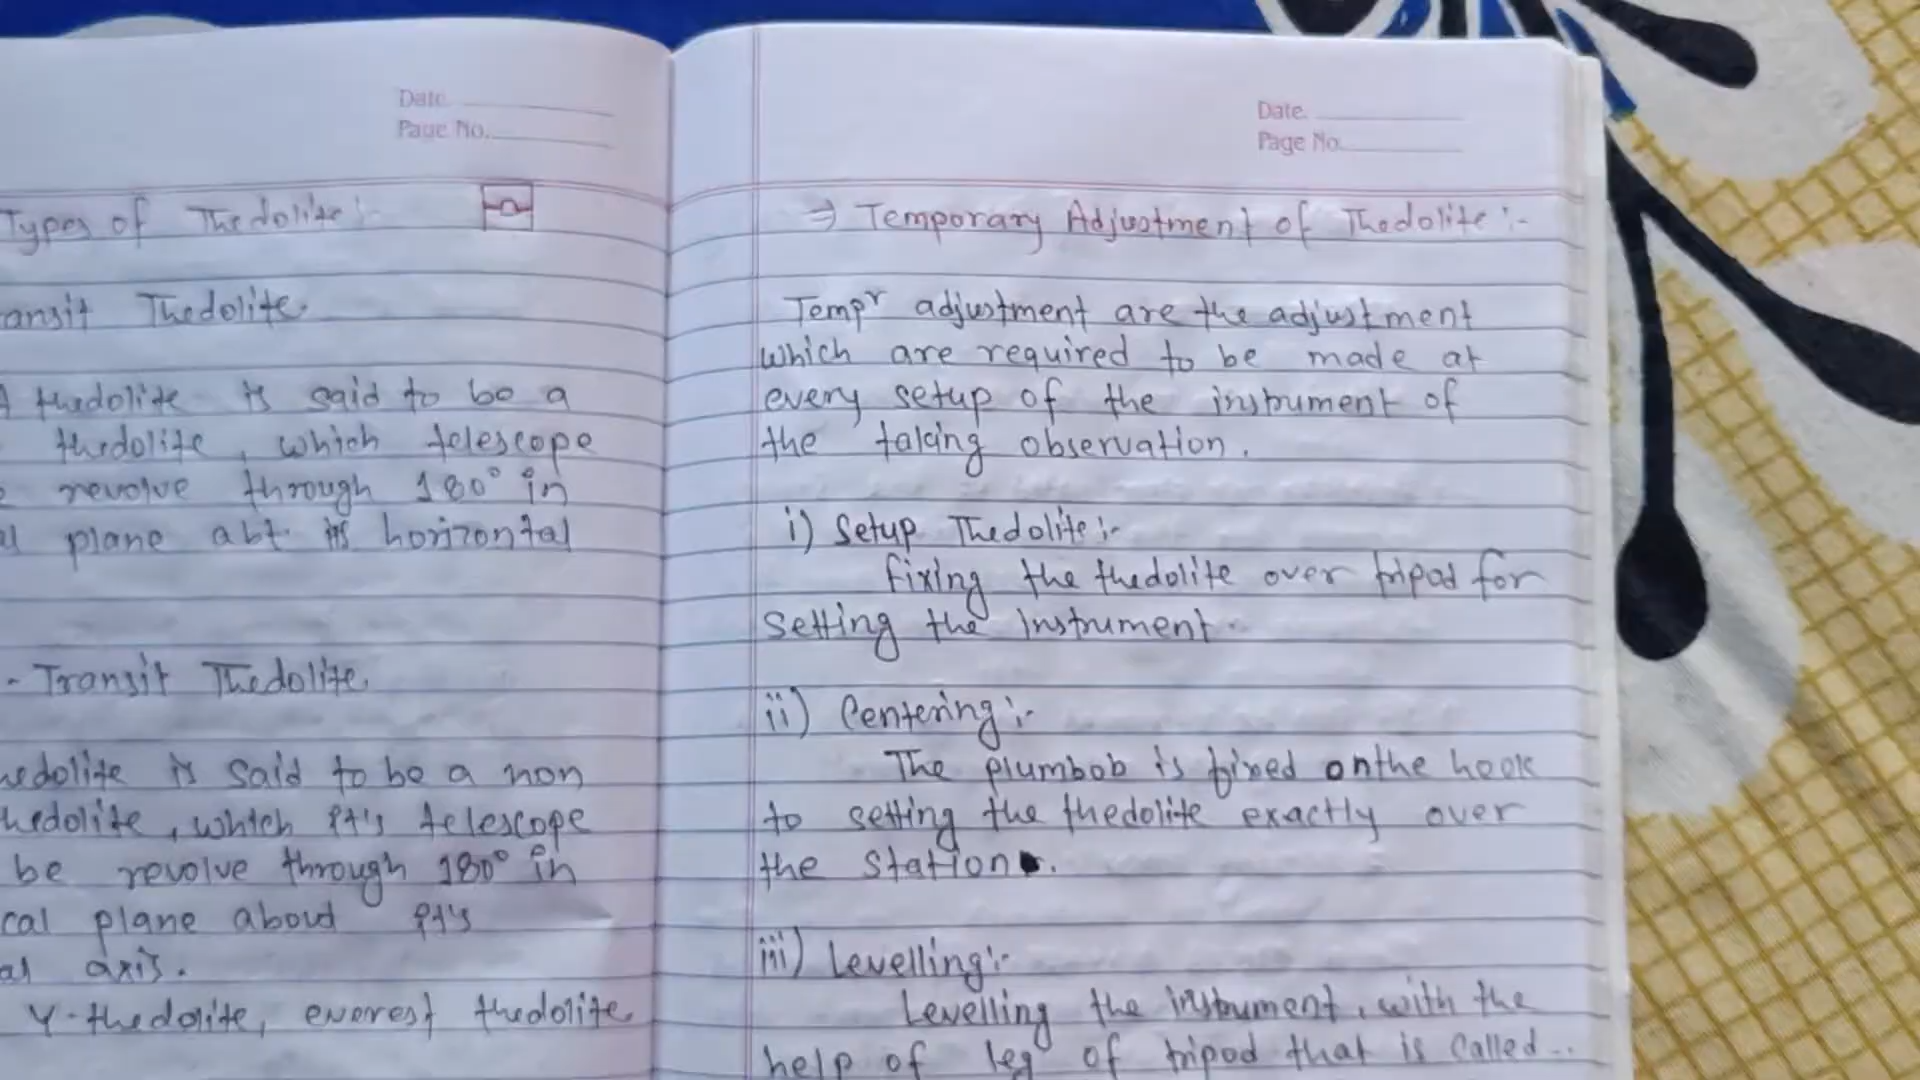 Date
Page No.
Types of Thedolite :-
ansit Thedolite.
A thedolite is said to be a
thedolite, which telescope
revolve through 180° in
al plane abt. its horizontal
- Transit Thedolite.
hedolite is said to be a non
hedolite, which it's telescope
be revolve through 180° in
cal plane about it's
al axis.
Y-thedolite, everest thedolite.
Date.
Page No.
⇒ Temporary Adjustment of Thedolite :-
Tempr adjustment are the adjustment
which are required to be made at
every setup of the instrument of
the taking observation.
i) Setup Thedolite :-
fixing the thedolite over tripod for
setting the instrument.
ii) Centering :-
The plumbob is fixed on the hook
to setting the thedolite exactly over
the station.
iii) Levelling :-
Levelling the instrument, with the
help of leg of tripod that is called..